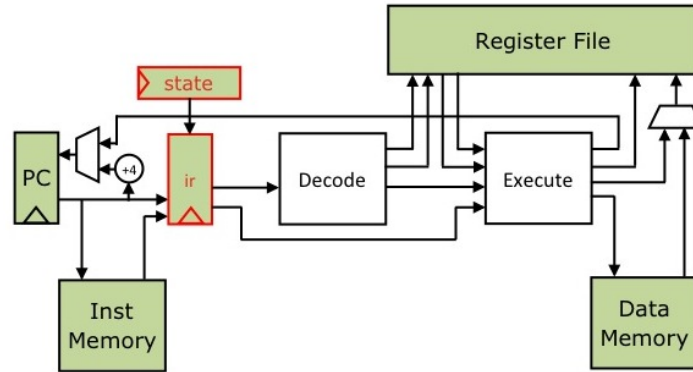 Register File
state
PC
+4
ir
Decode
Execute
Inst
Memory
Data
Memory